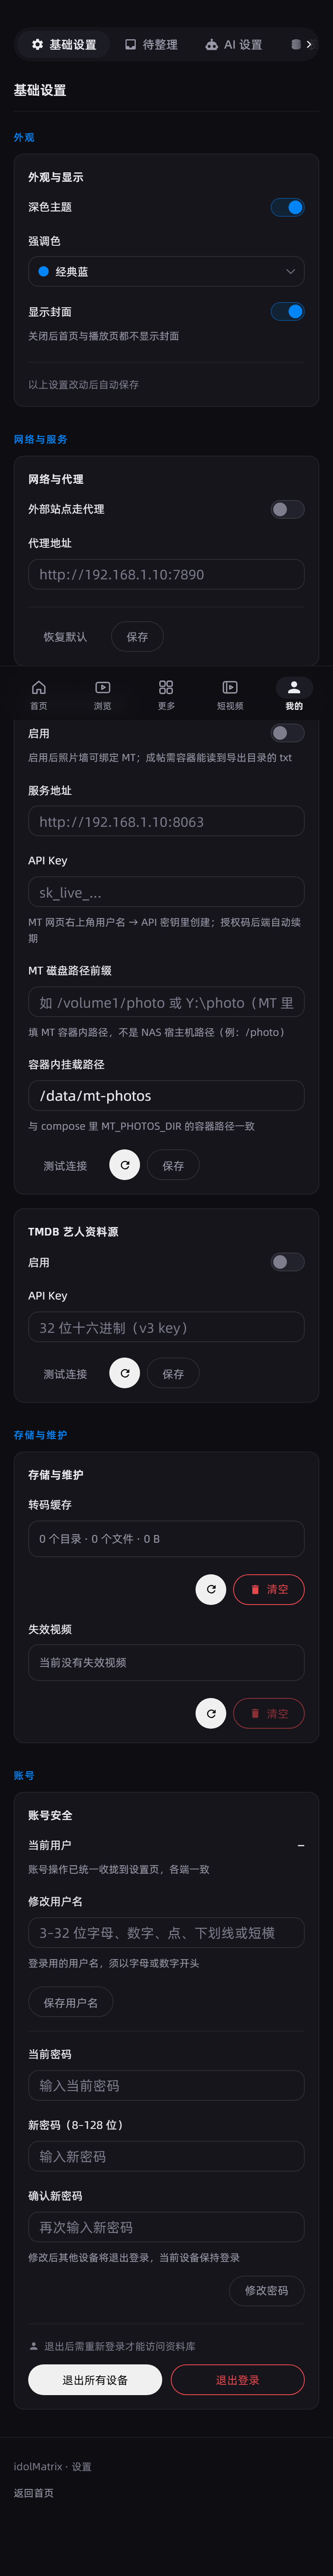 基础设置
待整理
AI 设置
基础设置
外观
外观与显示
深色主题
强调色
经典蓝
显示封面
关闭后首页与播放页都不显示封面
以上设置改动后自动保存
网络与服务
网络与代理
外部站点走代理
代理地址
http://192.168.1.10:7890
恢复默认
保存
首页
浏览
更多
短视频
我的
启用
启用后照片墙可绑定 MT；成帖需容器能读到导出目录的 txt
服务地址
http://192.168.1.10:8063
API Key
sk_live_...
MT 网页右上角用户名 → API 密钥里创建；授权码后端自动续
期
MT 磁盘路径前缀
如 /volume1/photo 或 Y:\photo（MT 里
填 MT 容器内路径，不是 NAS 宿主机路径（例：/photo）
容器内挂载路径
/data/mt-photos
与 compose 里 MT_PHOTOS_DIR 的容器路径一致
测试连接
保存
TMDB 艺人资料源
启用
API Key
32 位十六进制（v3 key）
测试连接
保存
存储与维护
存储与维护
转码缓存
0 个目录 · 0 个文件 · 0 B
清空
失效视频
当前没有失效视频
清空
账号
账号安全
当前用户
–
账号操作已统一收拢到设置页，各端一致
修改用户名
3–32 位字母、数字、点、下划线或短横
登录用的用户名，须以字母或数字开头
保存用户名
当前密码
输入当前密码
新密码（8–128 位）
输入新密码
确认新密码
再次输入新密码
修改后其他设备将退出登录，当前设备保持登录
修改密码
退出后需重新登录才能访问资料库
退出所有设备
退出登录
idolMatrix · 设置
返回首页